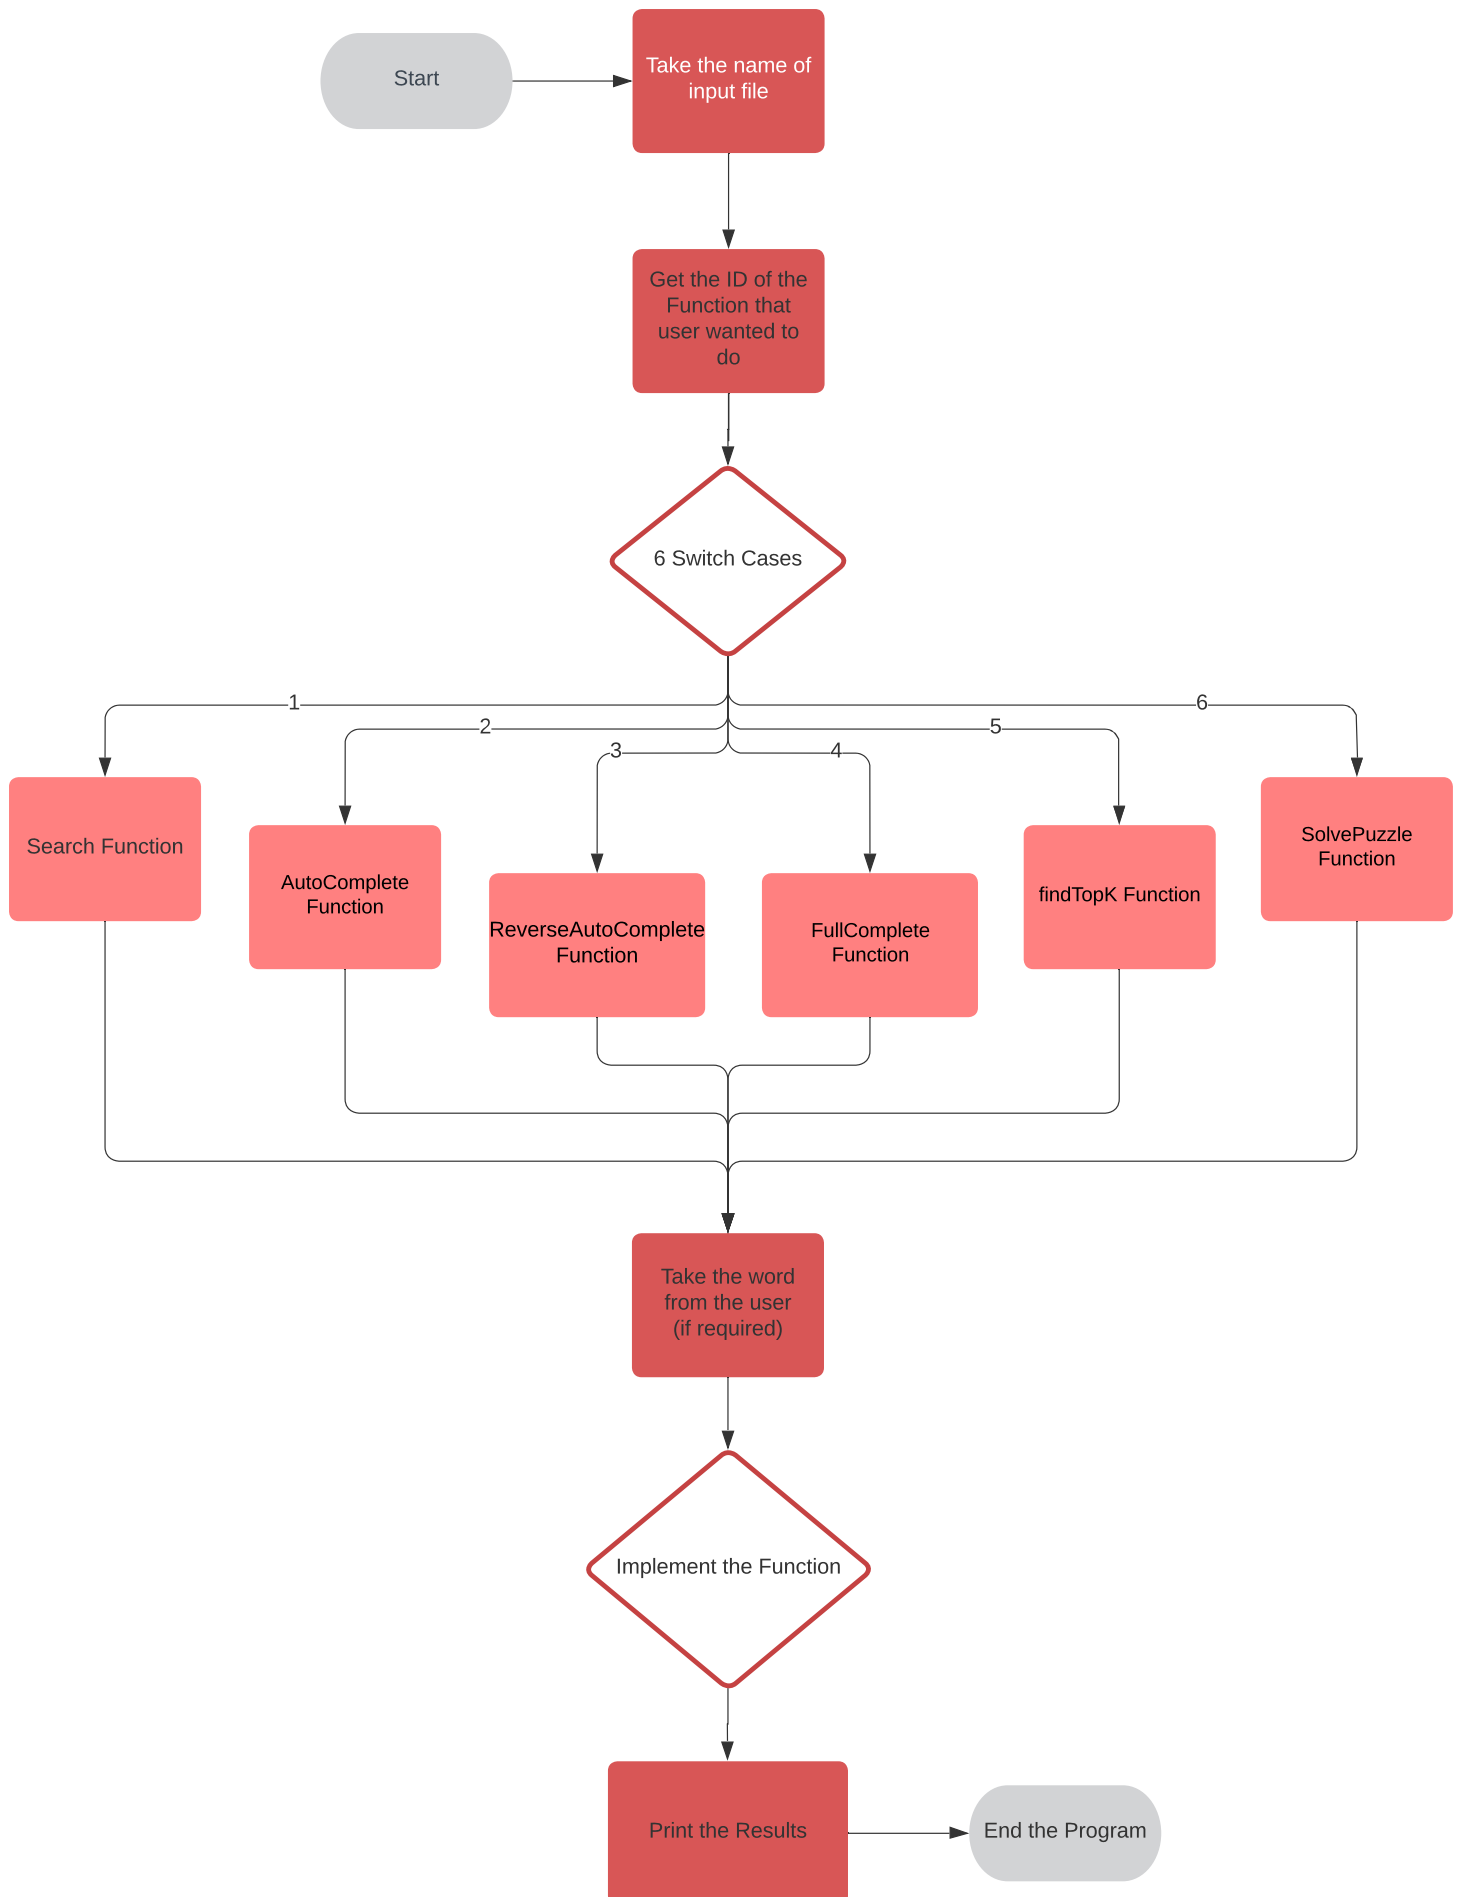 Start
Take the name of
input file
Get the ID of the
Function that
user wanted to
do
6 Switch Cases
1
6
2
5
3
4
Search Function
AutoComplete
Function
ReverseAutoComplete
Function
FullComplete
Function
findTopK Function
SolvePuzzle
Function
Take the word
from the user
(if required)
Implement the Function
Print the Results
End the Program